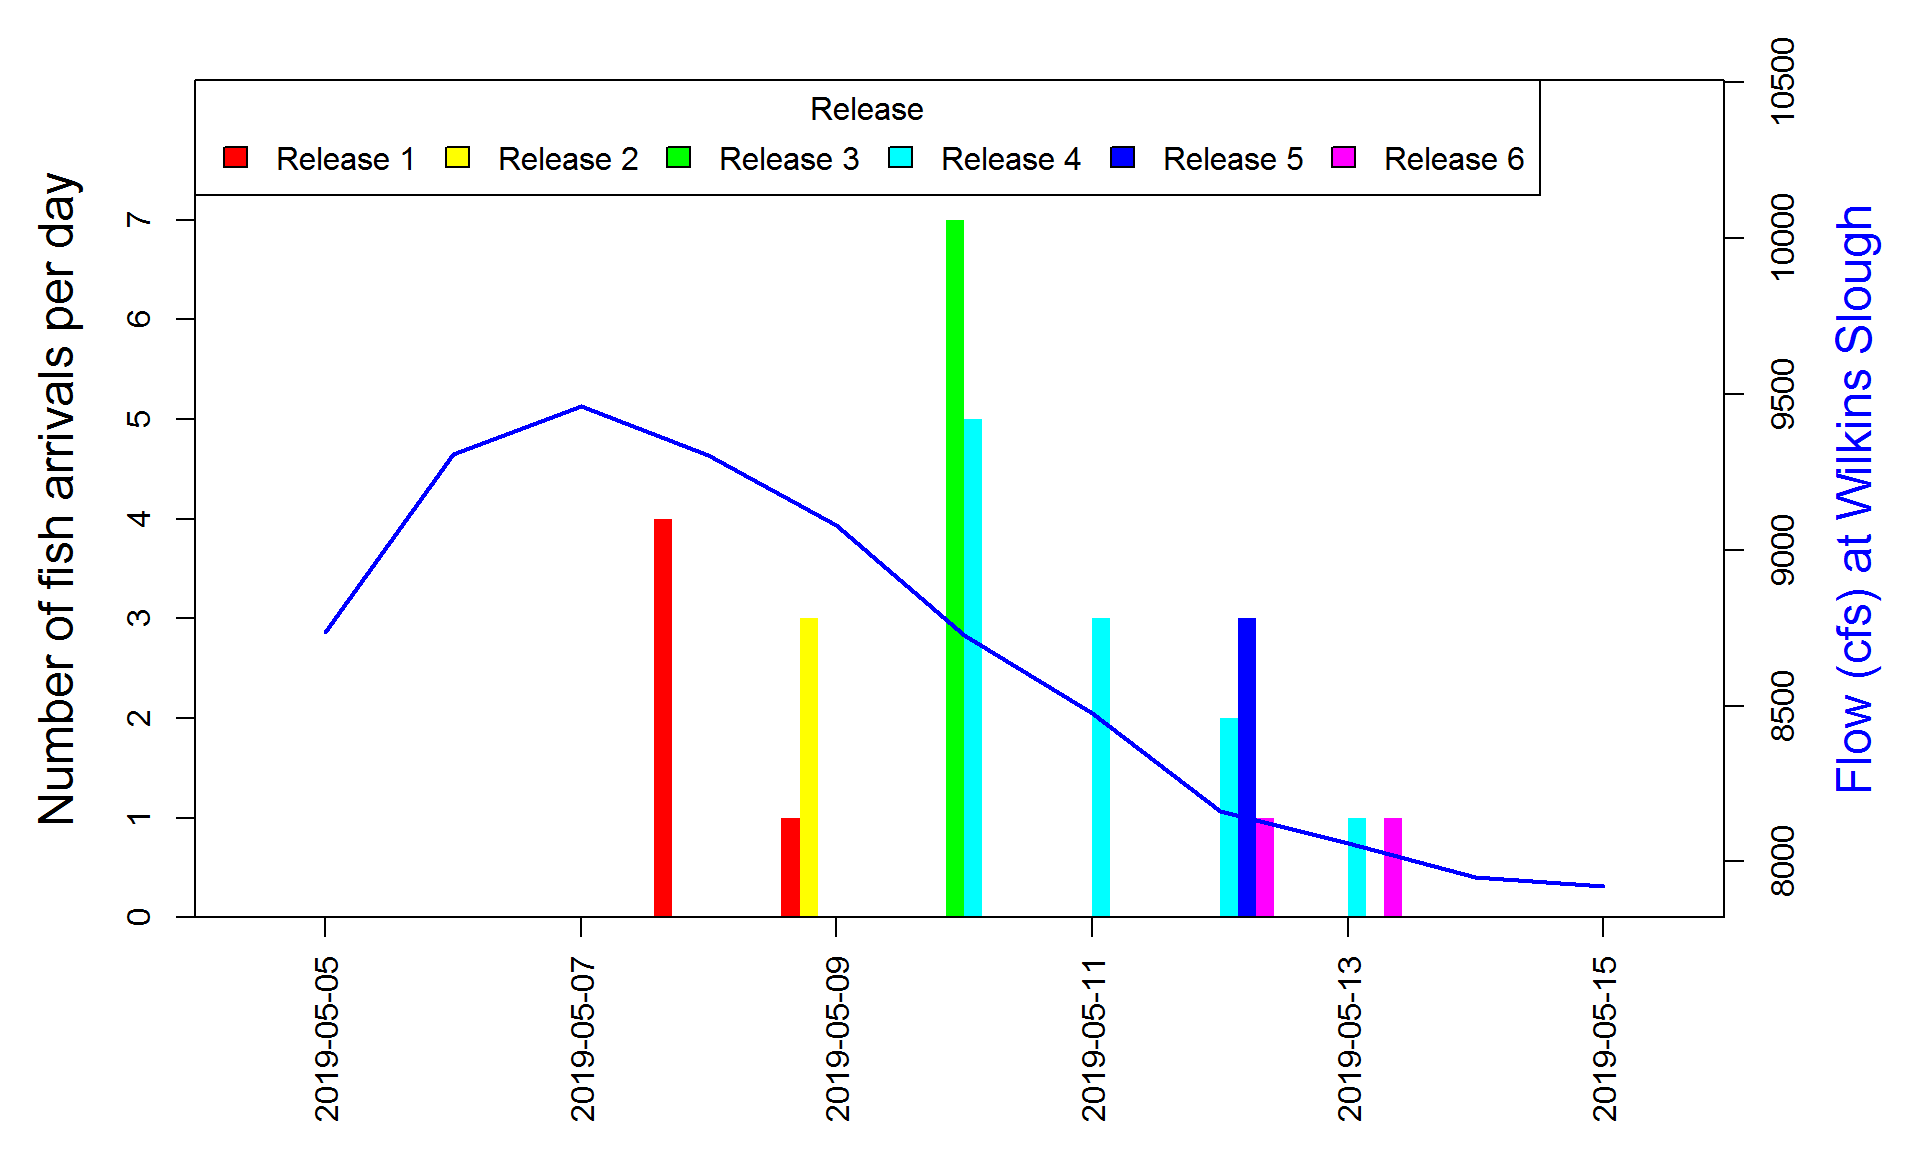 Release
Release 1
Release 2
Release 3
Release 4
Release 5
Release 6
Number of fish arrivals per day
7
6
5
4
3
2
1
0
10500
10000
9500
9000
8500
8000
Flow (cfs) at Wilkins Slough
2019-05-05
2019-05-07
2019-05-09
2019-05-11
2019-05-13
2019-05-15